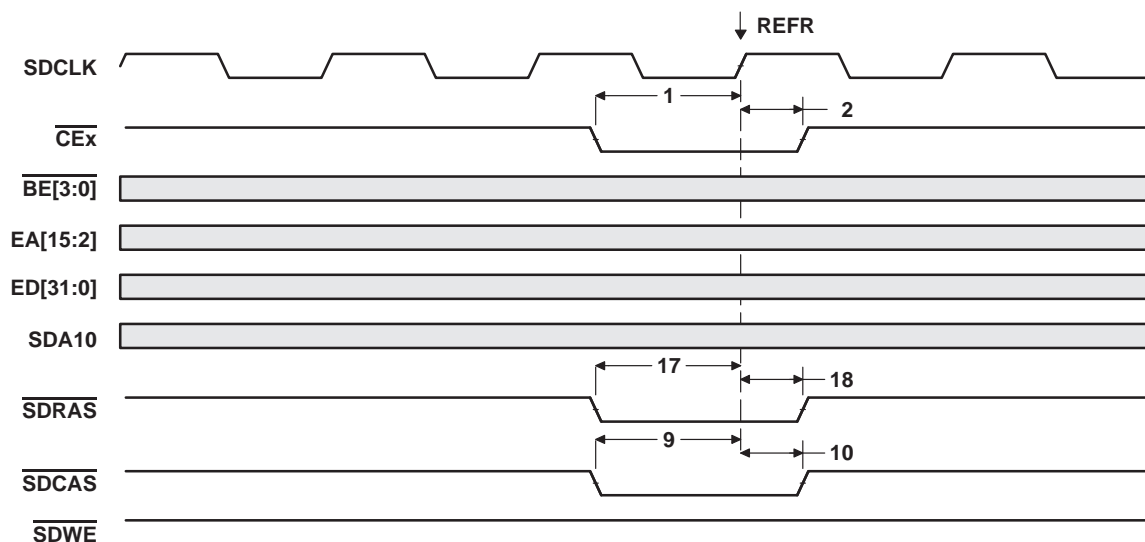 REFR
SDCLK
1
2
CEx
BE[3:0]
EA[15:2]
ED[31:0]
SDA10
17
18
SDRAS
9
10
SDCAS
SDWE